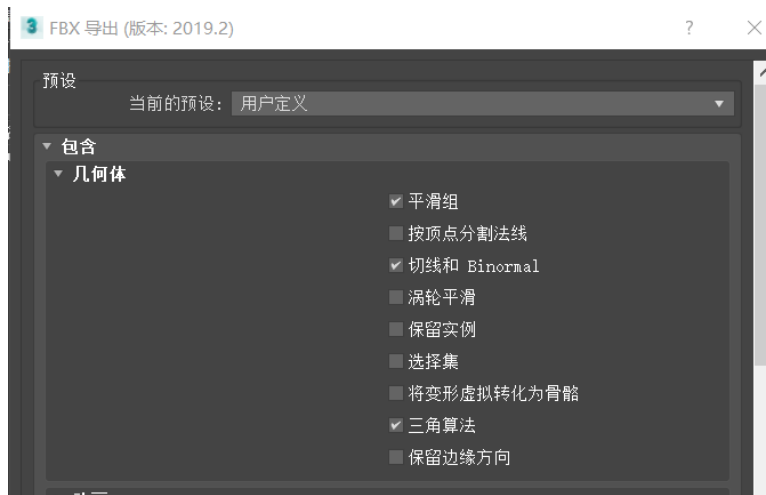 3 FBX 导出 (版本: 2019.2) ? ×
预设
当前的预设: 用户定义
包含
几何体
平滑组
按顶点分割法线
切线和 Binormal
涡轮平滑
保留实例
选择集
将变形虚拟转化为骨骼
三角算法
保留边缘方向